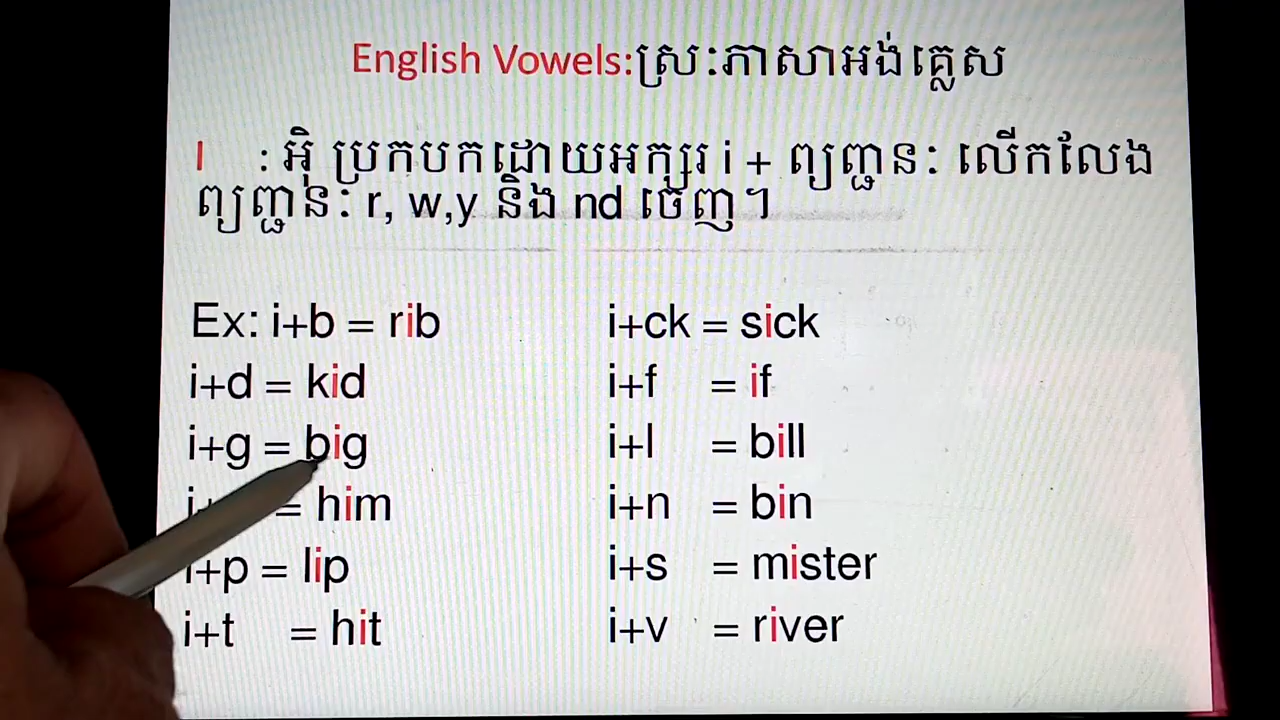 English Vowels:ស្រៈភាសាអង់គ្លេស
I : អ៊ិ ប្រកបកដោយអក្សរ i + ព្យញ្ជនៈ លើកលែង
ព្យញ្ជនៈ r, w,y និង nd ចេញ។
Ex: i+b = rib
i+d = kid
i+g = big
= him
i+p = lip
i+t = hit
i+ck = sick
i+f = if
i+l = bill
i+n = bin
i+s = mister
i+v = river